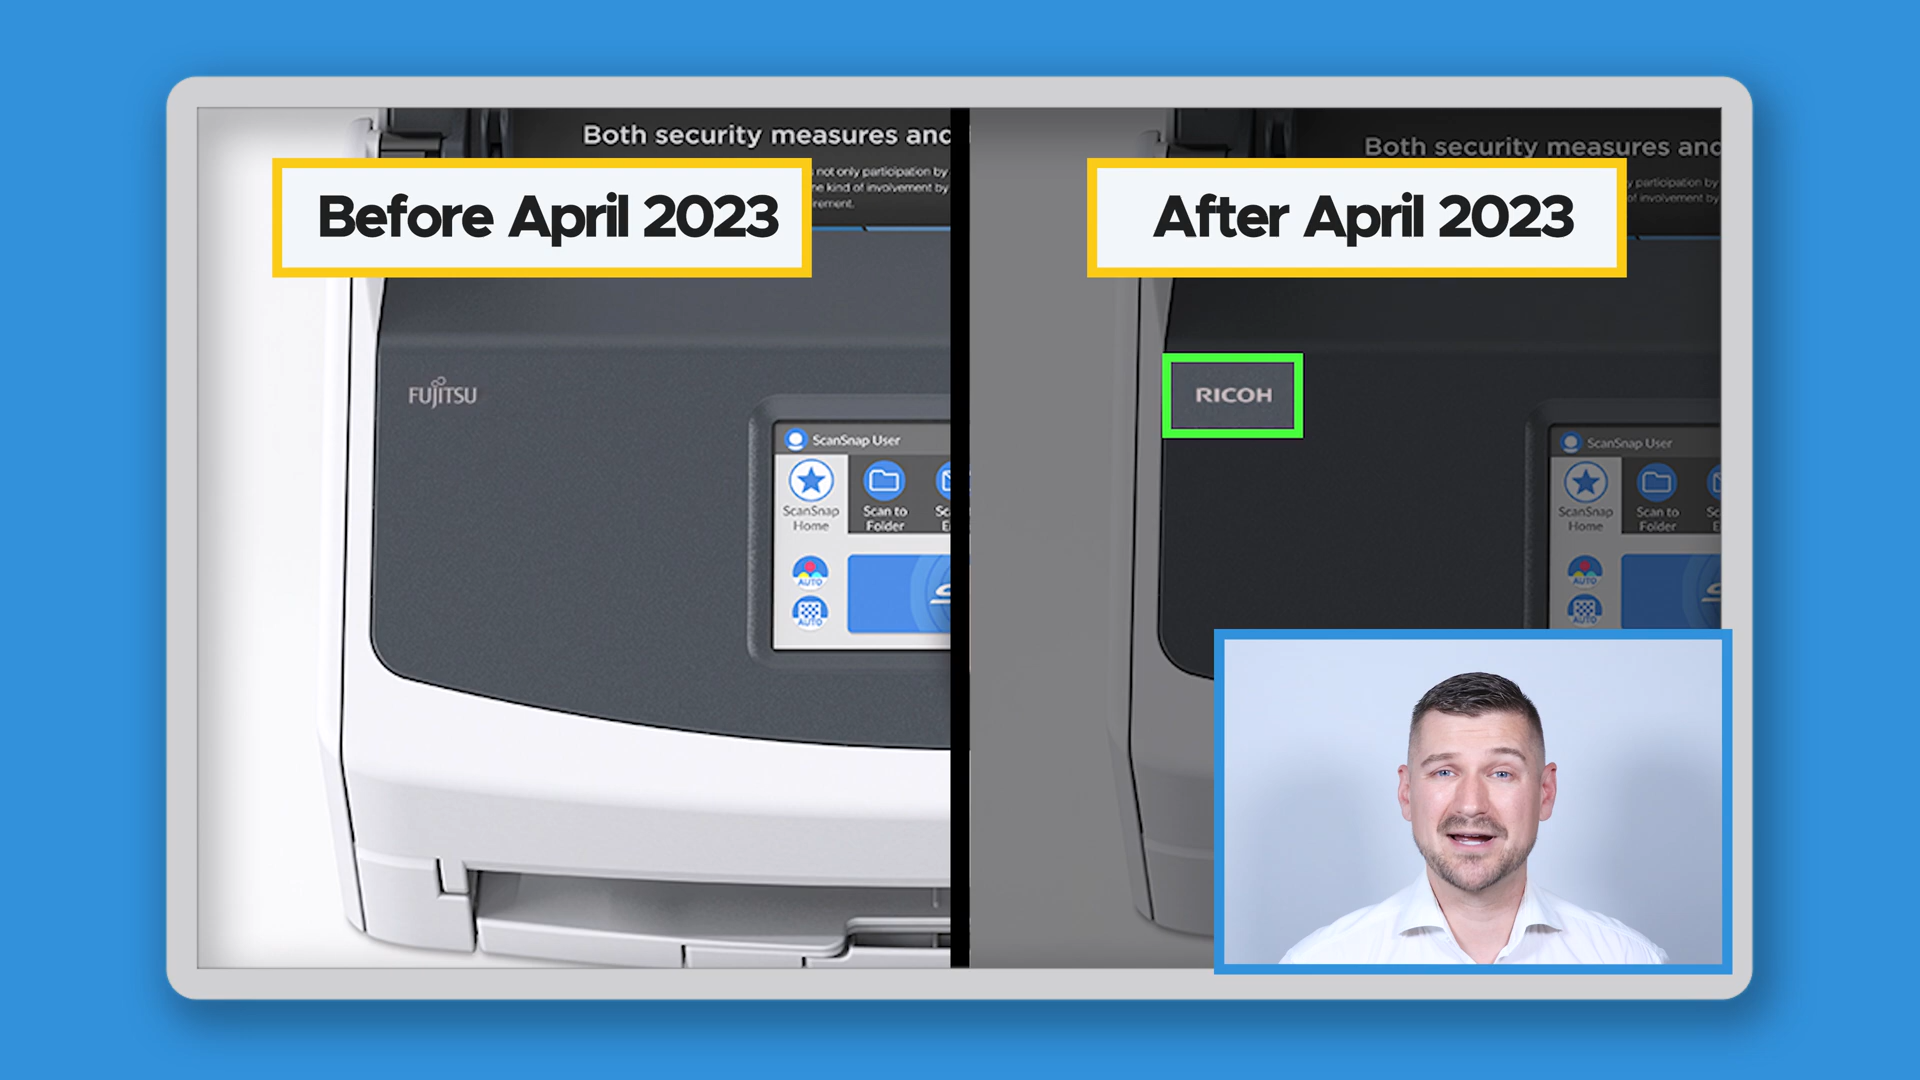 Both security measures and
not only participation by
ne kind of involvement by
irement.
Before April 2023
FUJITSU
ScanSnap User
ScanSnap
Home
Scan to
Folder
AUTO
AUTO
Both security measures and
y participation by
of involvement by
After April 2023
RICOH
ScanSnap User
ScanSnap
Home
Scan to
Folder
AUTO
AUTO